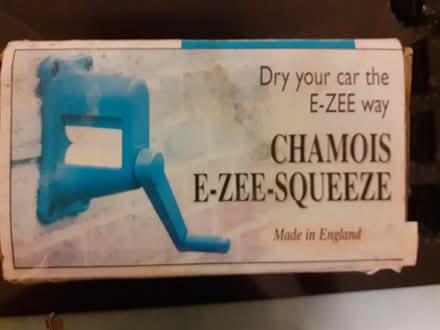 Dry your car the
E-ZEE way
CHAMOIS
E-ZEE-SQUEEZE
Made in England